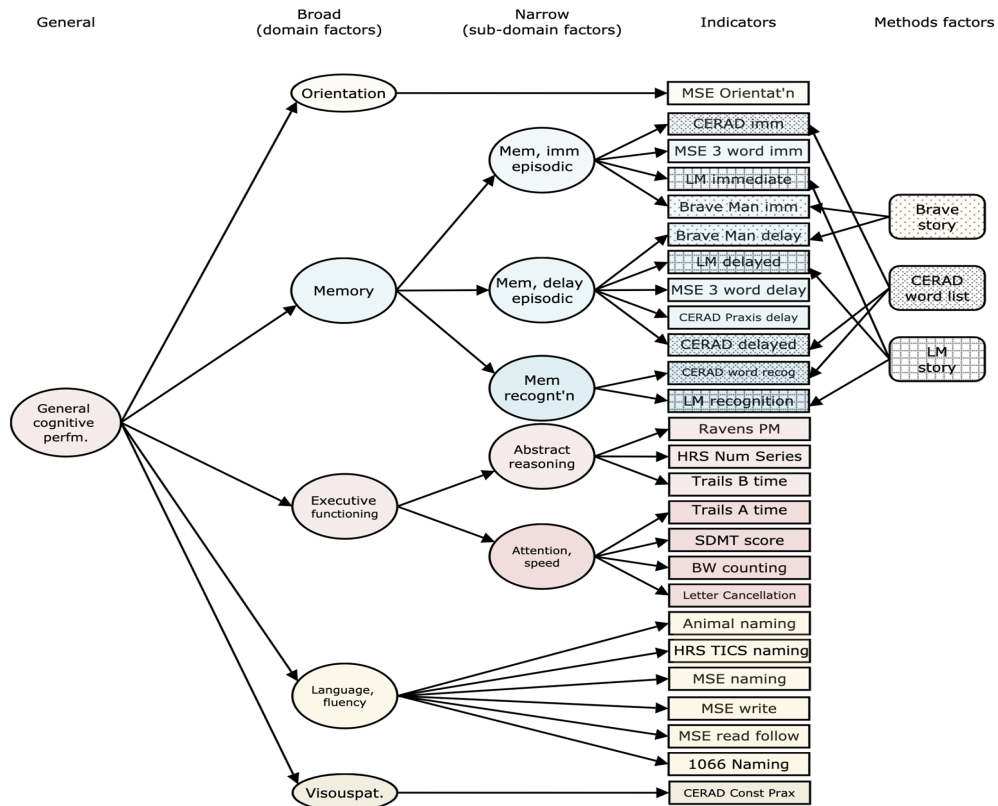 General
Broad
(domain factors)
Narrow
(sub-domain factors)
Indicators
Methods factors
Orientation
MSE Orientat'n
CERAD imm
Mem, imm
episodic
MSE 3 word imm
LM immediate
Brave Man imm
Brave
story
Brave Man delay
LM delayed
Memory
Mem, delay
episodic
MSE 3 word delay
CERAD
word list
CERAD Praxis delay
CERAD delayed
LM
story
CERAD word recog
Mem
recognt'n
LM recognition
General
cognitive
perfm.
Ravens PM
Abstract
reasoning
HRS Num Series
Trails B time
Executive
functioning
Trails A time
SDMT score
Attention,
speed
BW counting
Letter Cancellation
Animal naming
HRS TICS naming
MSE naming
Language,
fluency
MSE write
MSE read follow
1066 Naming
Visouspat.
CERAD Const Prax